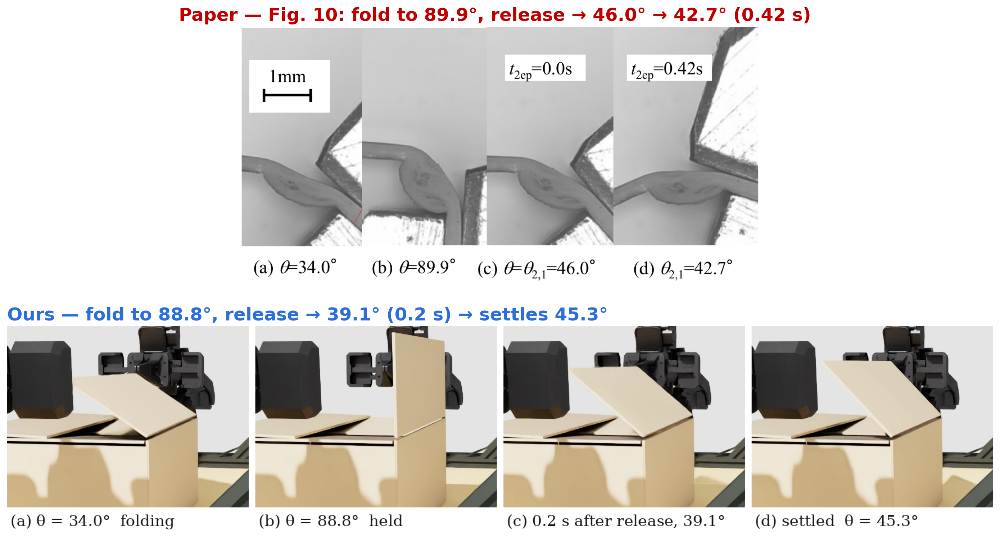 Paper — Fig. 10: fold to 89.9°, release → 46.0° → 42.7° (0.42 s)
1mm
t2ep=0.0s
t2ep=0.42s
(a) θ=34.0°
(b) θ=89.9°
(c) θ=θ2,1=46.0°
(d) θ2,1=42.7°
Ours — fold to 88.8°, release → 39.1° (0.2 s) → settles 45.3°
(a) θ = 34.0° folding
(b) θ = 88.8° held
(c) 0.2 s after release, 39.1°
(d) settled θ = 45.3°